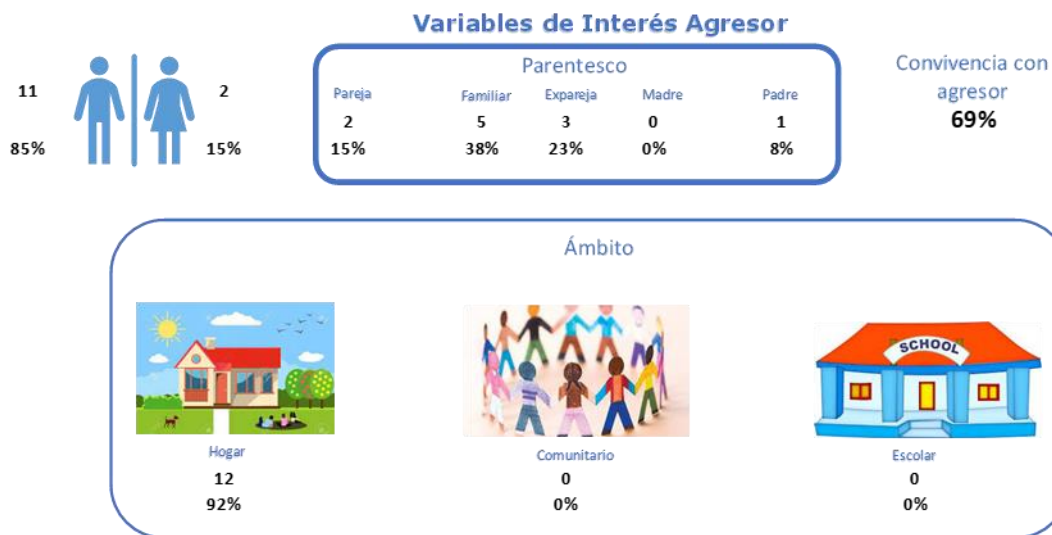 Variables de Interés Agresor
11 2
85% 15%
Parentesco
Pareja Familiar Expareja Madre Padre
2 5 3 0 1
15% 38% 23% 0% 8%
Convivencia con
agresor
69%
Ámbito
SCHOOL
Hogar Comunitario Escolar
12 0 0
92% 0% 0%